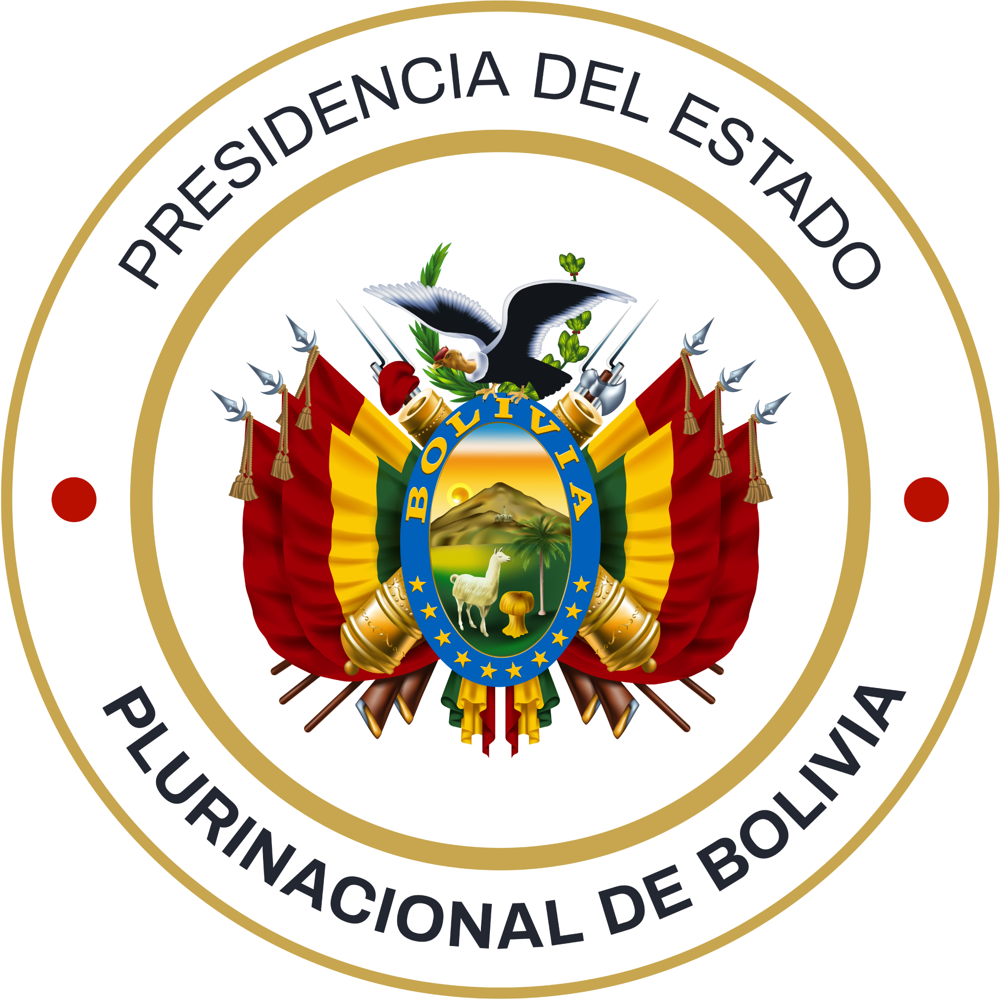 PRESIDENCIA DEL ESTADO
BOLIVIA
PLURINACIONAL DE BOLIVIA